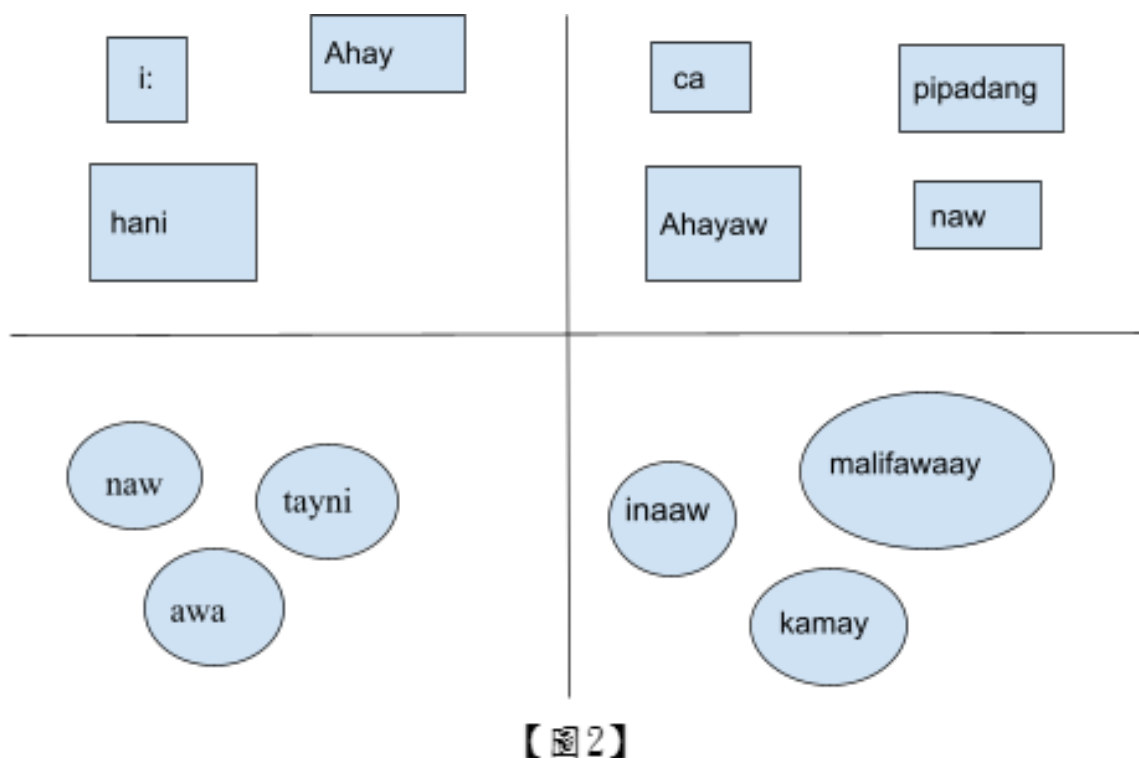 i:
Ahay
hani
ca
pipadang
Ahayaw
naw
naw
tayni
awa
malifawaay
inaaw
kamay
【圖2】